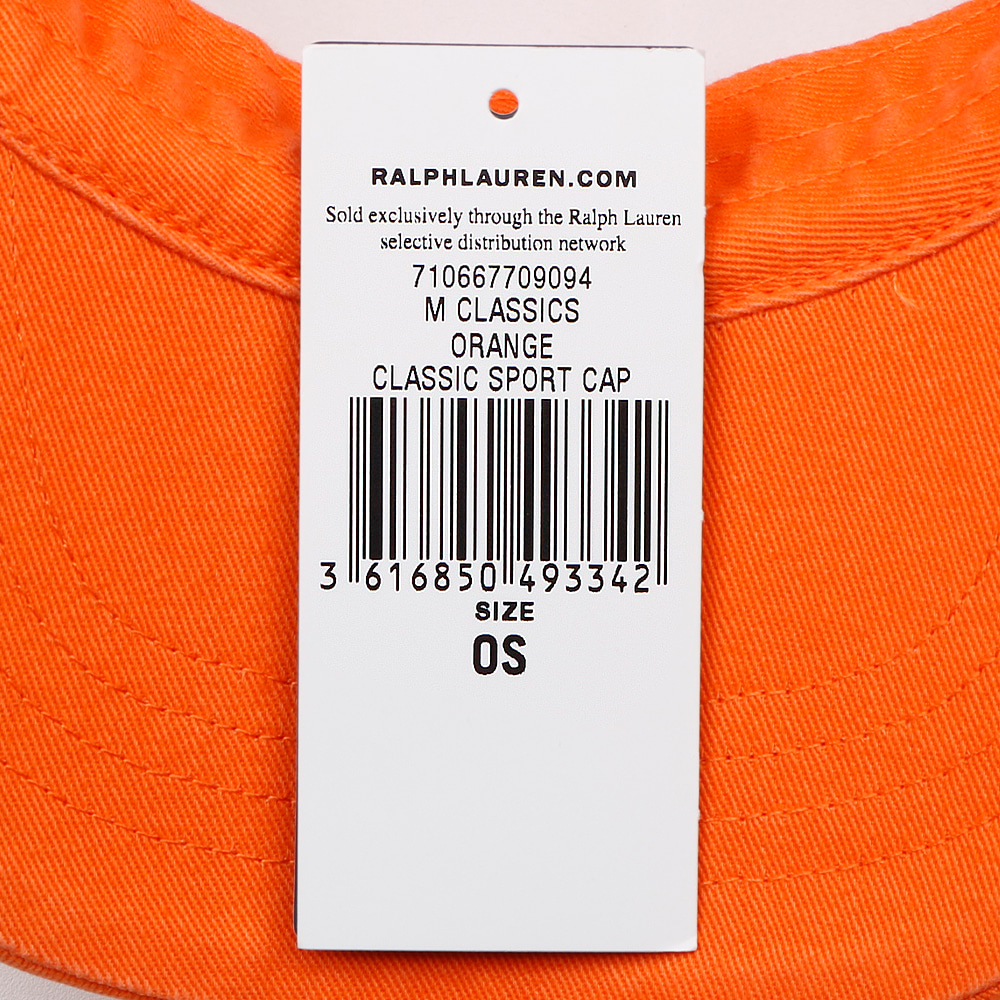 RALPHLAUREN.COM
Sold exclusively through the Ralph Lauren
selective distribution network
710667709094
M CLASSICS
ORANGE
CLASSIC SPORT CAP
3 616850 493342
SIZE
OS